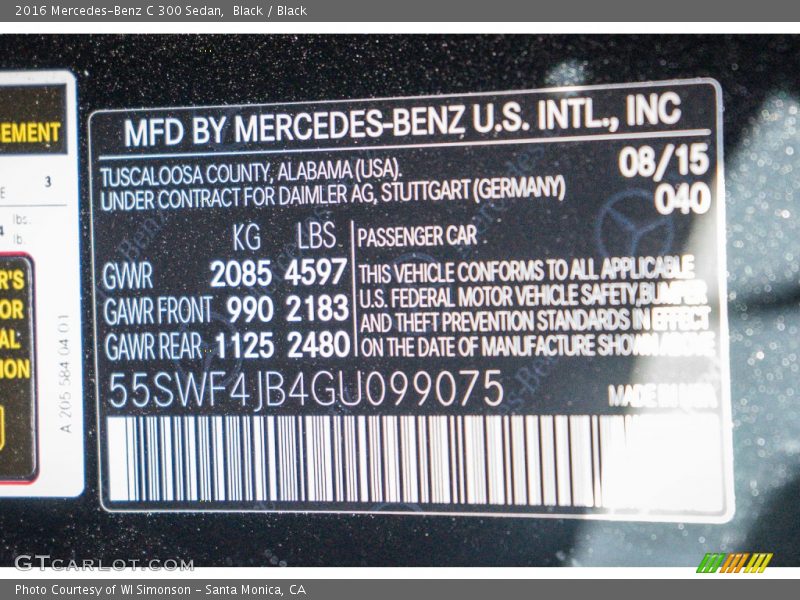 2016 Mercedes-Benz C 300 Sedan, Black / Black
MFD BY MERCEDES-BENZ U.S. INTL., INC
TUSCALOOSA COUNTY, ALABAMA (USA).
UNDER CONTRACT FOR DAIMLER AG, STUTTGART (GERMANY)
08/15
040
KG LBS
GWR 2085 4597
GAWR FRONT 990 2183
GAWR REAR 1125 2480
PASSENGER CAR
THIS VEHICLE CONFORMS TO ALL APPLICABLE
U.S. FEDERAL MOTOR VEHICLE SAFETY,BUMPER
AND THEFT PREVENTION STANDARDS IN EFFECT
ON THE DATE OF MANUFACTURE SHOWN ABOVE
55SWF4JB4GU099075
MADE IN USA
EMENT
3
lbs.
lb.
R'S
OR
AL
ION
A 205 584 04 01
GTcarlot.com
Photo Courtesy of WI Simonson - Santa Monica, CA